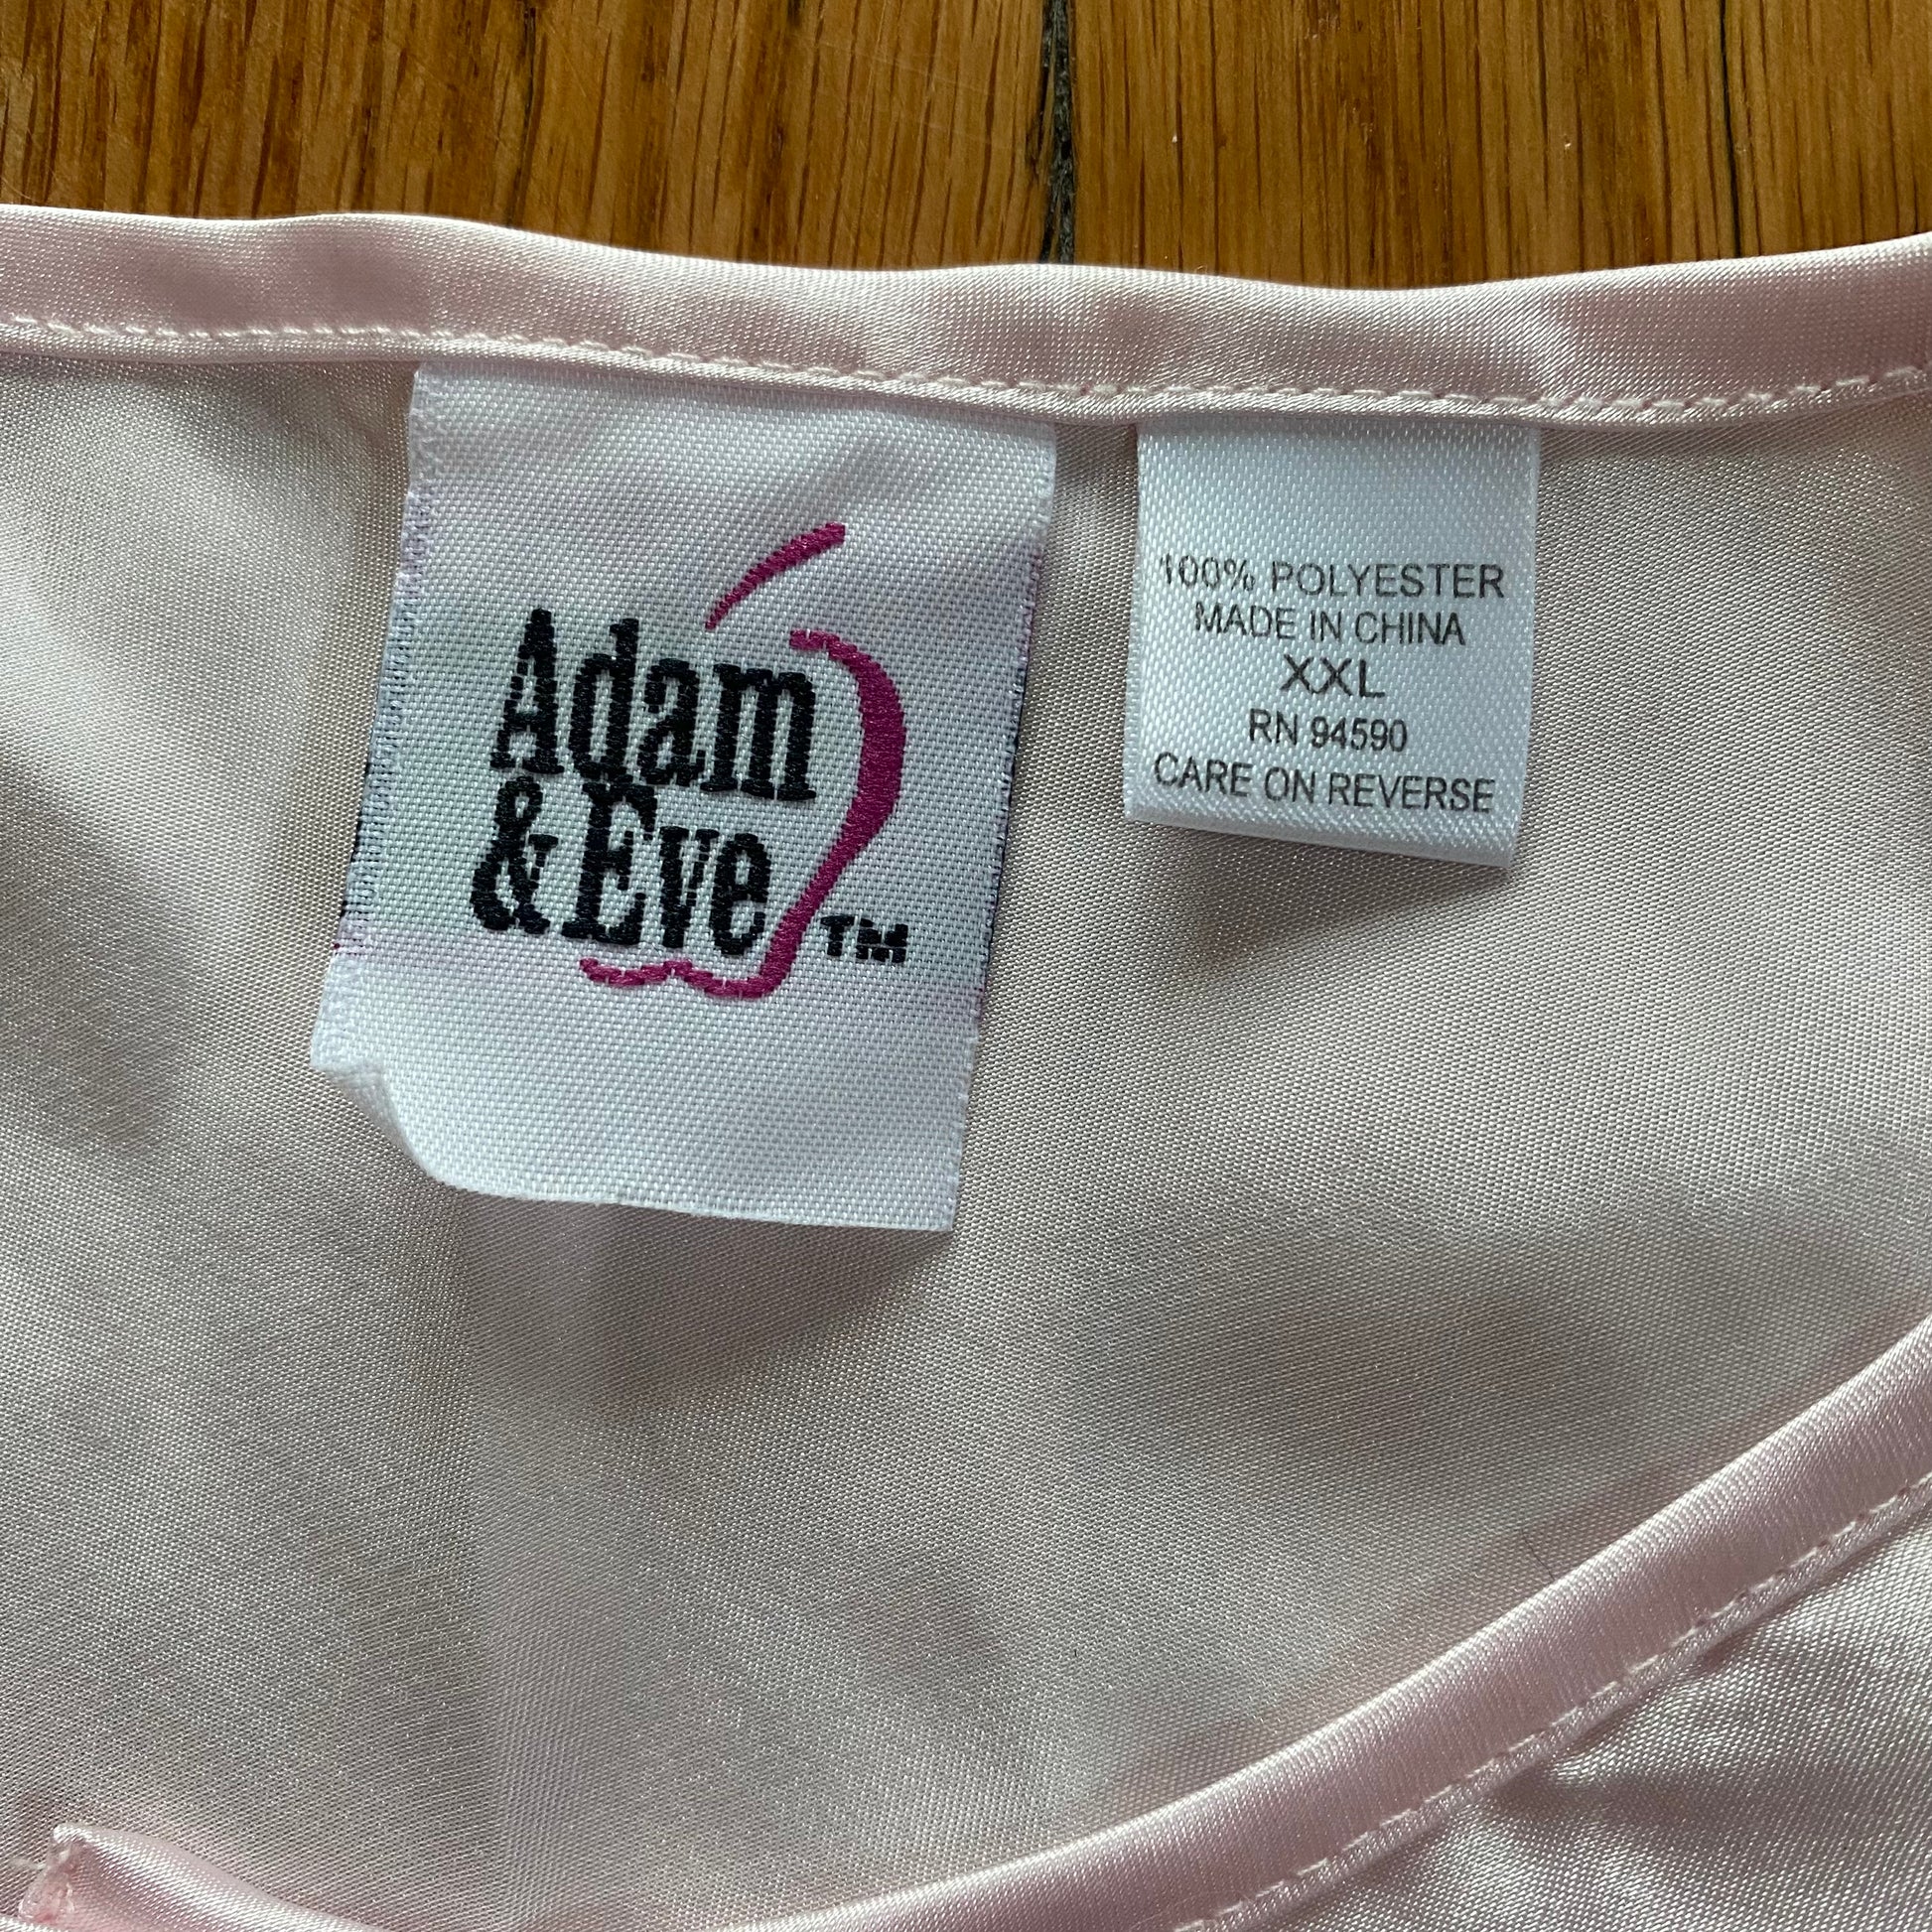 Adam
& Eve ™
100% POLYESTER
MADE IN CHINA
XXL
RN 94590
CARE ON REVERSE